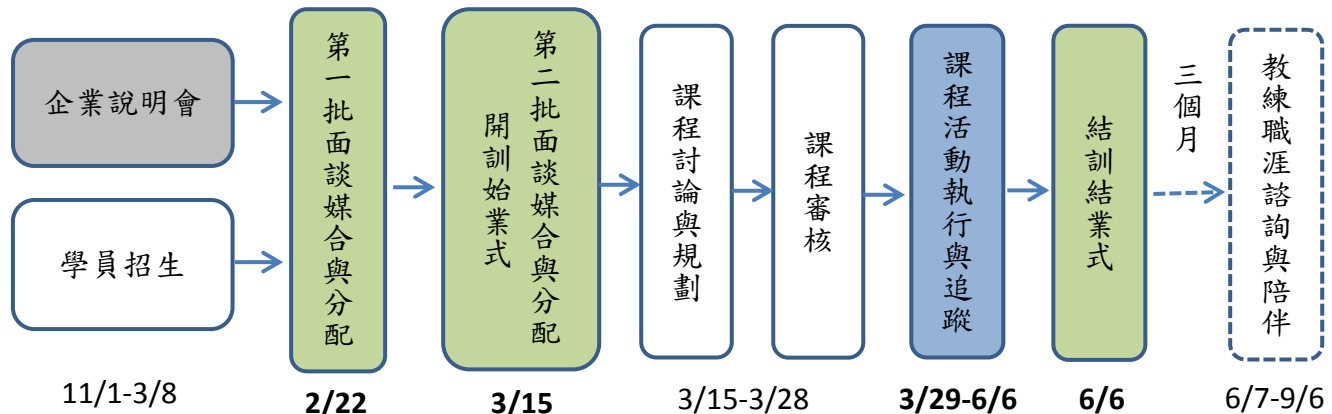 企業說明會
學員招生
11/1-3/8
第一批面談媒合與分配
2/22
第二批面談媒合與分配
開訓始業式
3/15
課程討論與規劃
課程審核
3/15-3/28
課程活動執行與追蹤
3/29-6/6
結訓結業式
6/6
三個月
教練職涯諮詢與陪伴
6/7-9/6